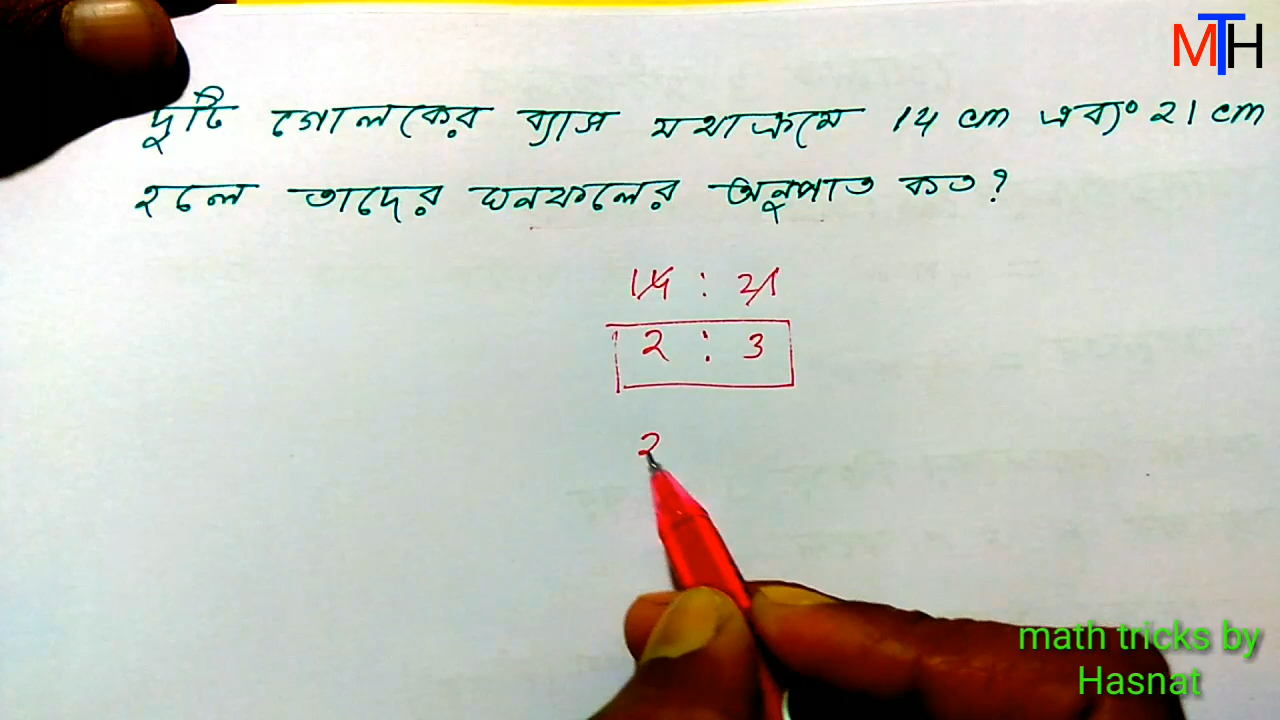 MTH
দুটি গোলকের ব্যাস যথাক্রমে 14 cm এবং 21 cm
হলে তাদের ঘনফলের অনুপাত কত?
14 : 21
2 : 3
2
math tricks by
Hasnat